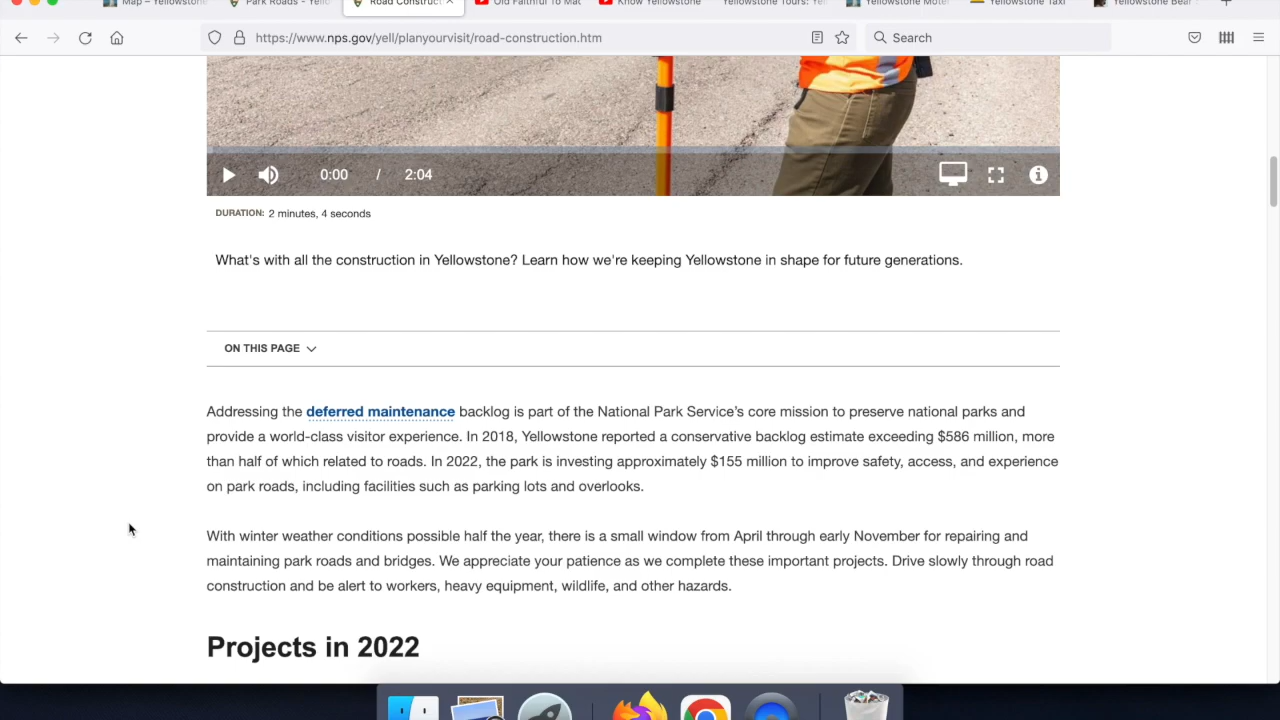 Map – Yellowstone
Park Roads - Yello
Road Construct
Old Faithful To Mat
Know Yellowstone
Yellowstone Tours: Yel
Yellowstone Motel
Yellowstone Taxi
Yellowstone Bear
https://www.nps.gov/yell/planyourvisit/road-construction.htm
Search
0:00 / 2:04
DURATION: 2 minutes, 4 seconds
What's with all the construction in Yellowstone? Learn how we're keeping Yellowstone in shape for future generations.
ON THIS PAGE
Addressing the deferred maintenance backlog is part of the National Park Service’s core mission to preserve national parks and
provide a world-class visitor experience. In 2018, Yellowstone reported a conservative backlog estimate exceeding $586 million, more
than half of which related to roads. In 2022, the park is investing approximately $155 million to improve safety, access, and experience
on park roads, including facilities such as parking lots and overlooks.
With winter weather conditions possible half the year, there is a small window from April through early November for repairing and
maintaining park roads and bridges. We appreciate your patience as we complete these important projects. Drive slowly through road
construction and be alert to workers, heavy equipment, wildlife, and other hazards.
Projects in 2022